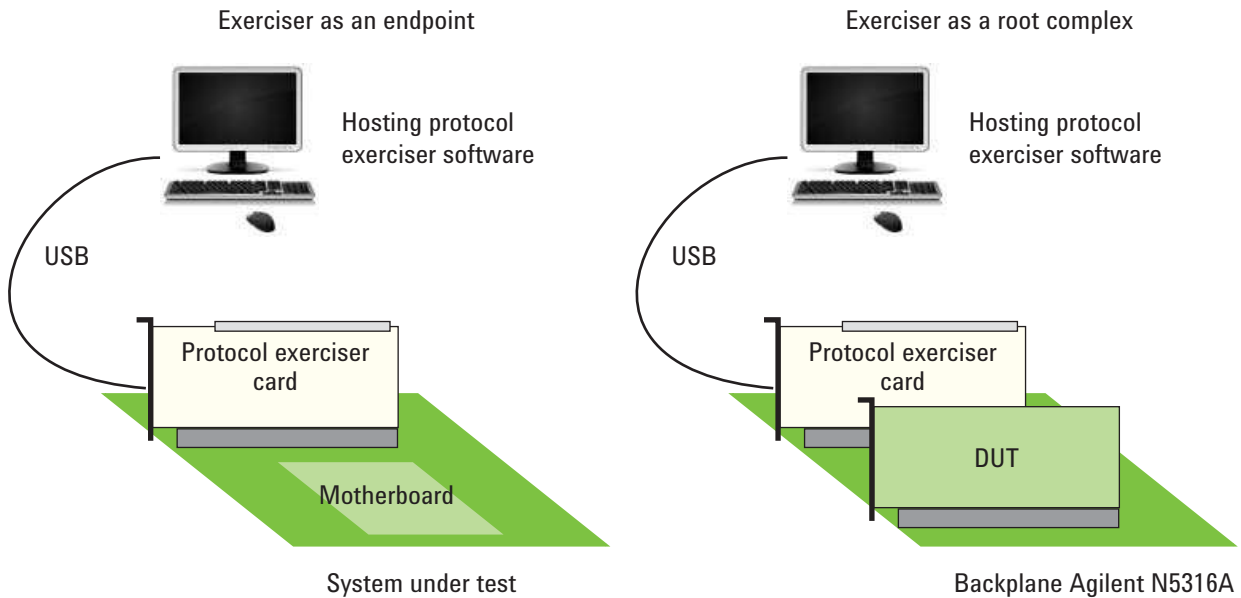 Exerciser as an endpoint
Hosting protocol
exerciser software
USB
Protocol exerciser
card
Motherboard
System under test
Exerciser as a root complex
Hosting protocol
exerciser software
USB
Protocol exerciser
card
DUT
Backplane Agilent N5316A